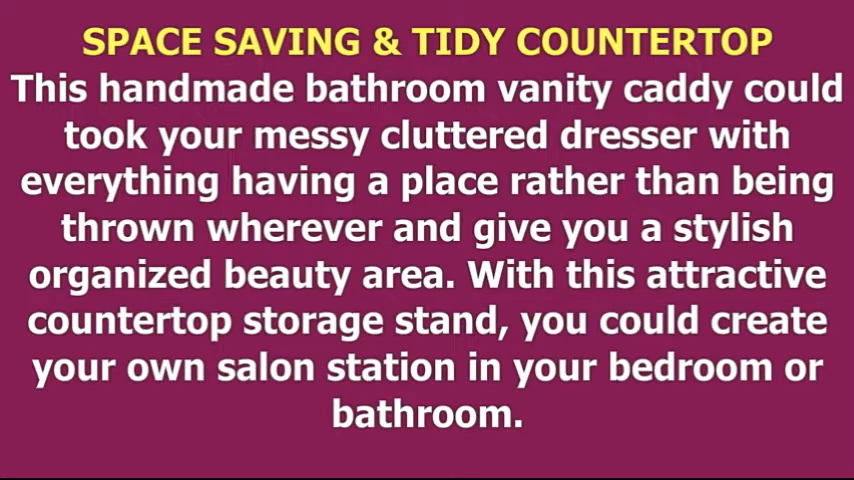 SPACE SAVING & TIDY COUNTERTOP
This handmade bathroom vanity caddy could
took your messy cluttered dresser with
everything having a place rather than being
thrown wherever and give you a stylish
organized beauty area. With this attractive
countertop storage stand, you could create
your own salon station in your bedroom or
bathroom.